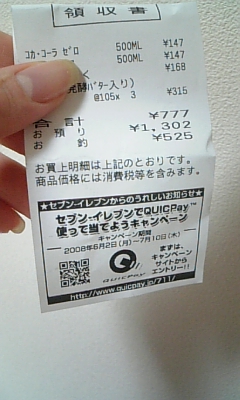 領収書
コカ・コーラ ゼロ 500ML ¥147
500ML ¥147
¥168
発酵バター入り)
@105x 3 ¥315
合計 ¥777
お預り ¥1,302
お釣 ¥525
お買上明細は上記のとおりです。
商品価格には消費税等を含みます。
★セブン-イレブンからのうれしいお知らせ★
セブン-イレブンでQUICPay™
使って当てようキャンペーン
キャンペーン期間
2008年6月2日(月)~7月10日(木)
まずは、
キャンペーン
サイトから
エントリー!!
QUICPay
http://www.quicpay.jp/711/